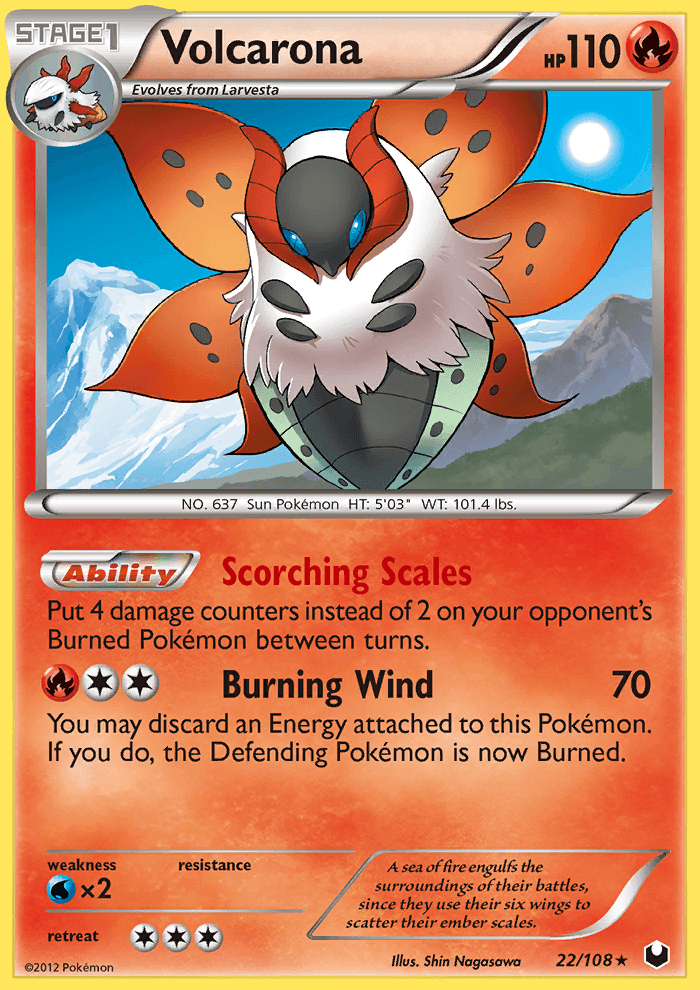 STAGE1
Volcarona
HP110
Evolves from Larvesta
NO. 637 Sun Pokémon HT: 5'03" WT: 101.4 lbs.
Ability Scorching Scales
Put 4 damage counters instead of 2 on your opponent's
Burned Pokémon between turns.
Burning Wind 70
You may discard an Energy attached to this Pokémon.
If you do, the Defending Pokémon is now Burned.
weakness resistance
×2
retreat
A sea of fire engulfs the
surroundings of their battles,
since they use their six wings to
scatter their ember scales.
Illus. Shin Nagasawa 22/108 ★
©2012 Pokémon